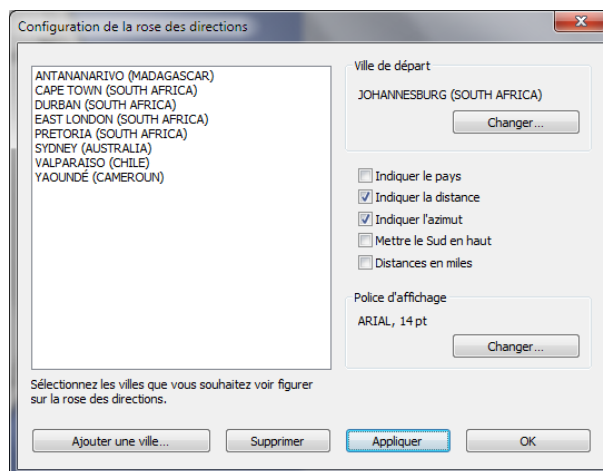 Configuration de la rose des directions
ANTANANARIVO (MADAGASCAR)
CAPE TOWN (SOUTH AFRICA)
DURBAN (SOUTH AFRICA)
EAST LONDON (SOUTH AFRICA)
PRETORIA (SOUTH AFRICA)
SYDNEY (AUSTRALIA)
VALPARAISO (CHILE)
YAOUNDÉ (CAMEROUN)
Sélectionnez les villes que vous souhaitez voir figurer
sur la rose des directions.
Ville de départ
JOHANNESBURG (SOUTH AFRICA)
Changer...
Indiquer le pays
Indiquer la distance
Indiquer l'azimut
Mettre le Sud en haut
Distances en miles
Police d'affichage
ARIAL, 14 pt
Changer...
Ajouter une ville...
Supprimer
Appliquer
OK